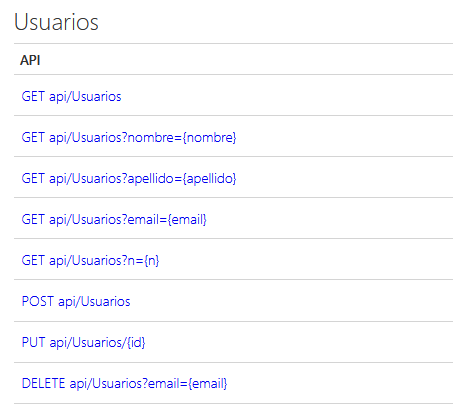 Usuarios
API
GET api/Usuarios
GET api/Usuarios?nombre={nombre}
GET api/Usuarios?apellido={apellido}
GET api/Usuarios?email={email}
GET api/Usuarios?n={n}
POST api/Usuarios
PUT api/Usuarios/{id}
DELETE api/Usuarios?email={email}